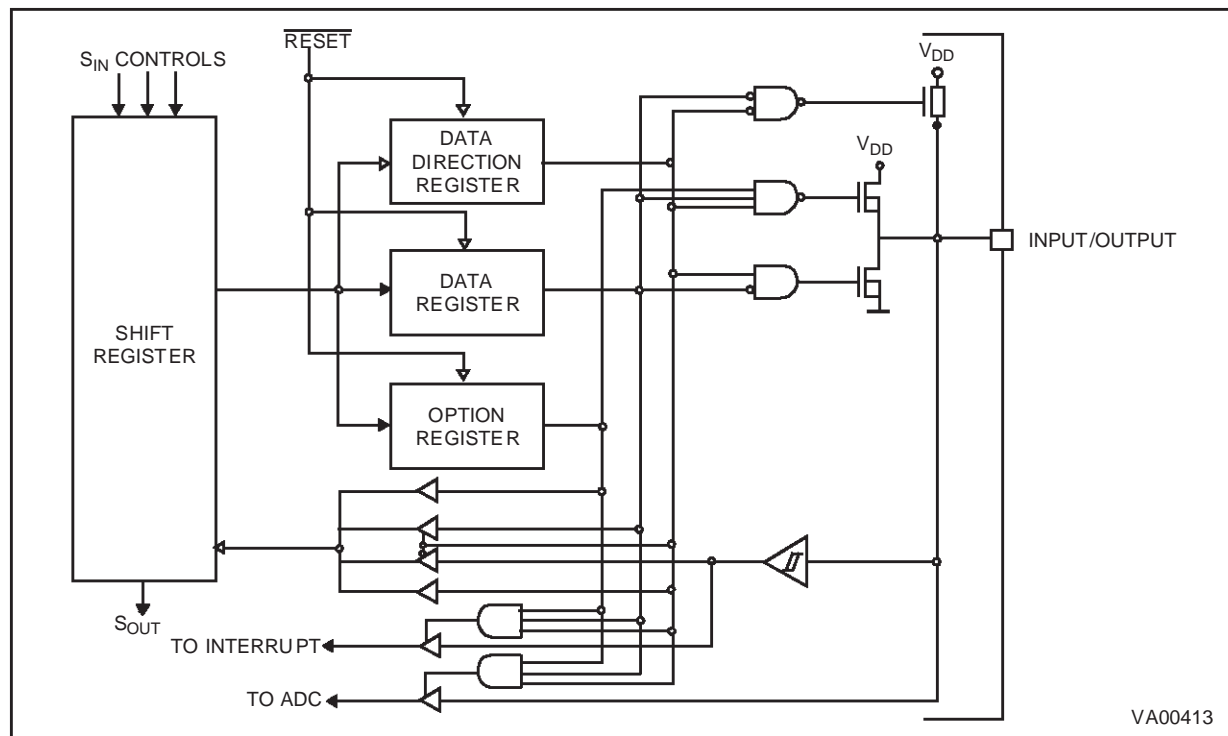 RESET
S_IN CONTROLS
V_DD
DATA
DIRECTION
REGISTER
V_DD
INPUT/OUTPUT
DATA
REGISTER
SHIFT
REGISTER
OPTION
REGISTER
S_OUT
TO INTERRUPT
TO ADC
VA00413